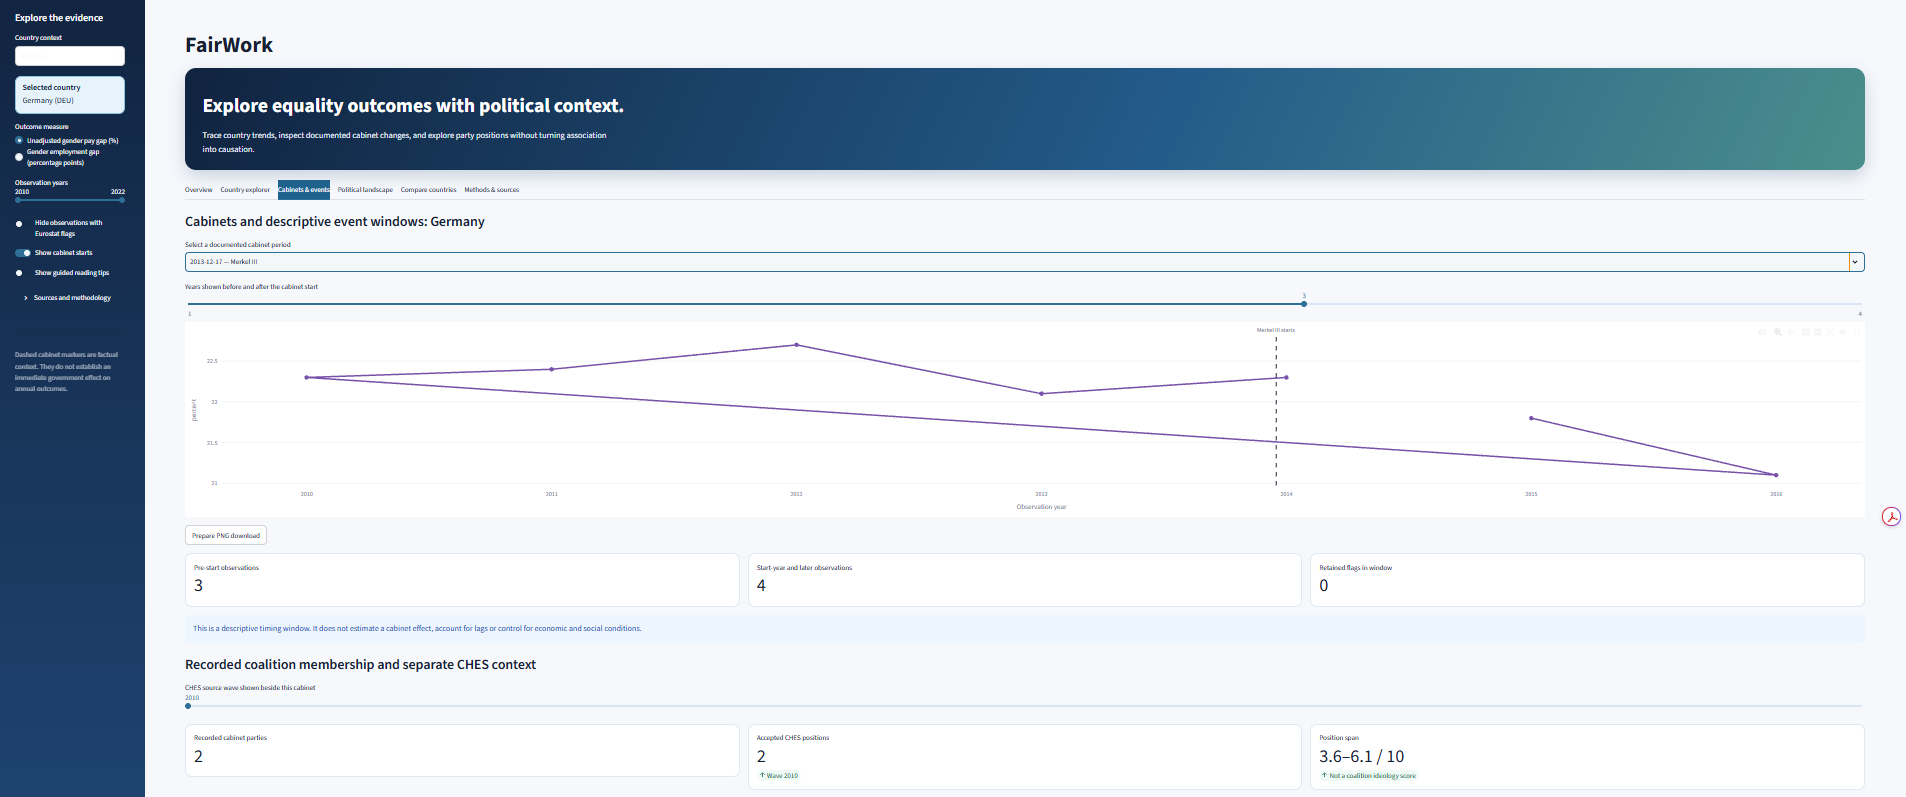 Explore the evidence
Country context
Selected country
Germany (DEU)
Outcome measure
Unadjusted gender pay gap (%)
Gender employment gap
(percentage points)
Observation years
2010 2022
Hide observations with
Eurostat flags
Show cabinet starts
Show guided reading tips
Sources and methodology
Dashed cabinet markers are factual
context. They do not establish an
immediate government effect on
annual outcomes.
FairWork
Explore equality outcomes with political context.
Trace country trends, inspect documented cabinet changes, and explore party positions without turning association
into causation.
Overview Country explorer Cabinets & events Political landscape Compare countries Methods & sources
Cabinets and descriptive event windows: Germany
Select a documented cabinet period
2013-12-17 — Merkel III
Years shown before and after the cabinet start
3
1 4
Merkel III starts
percent
22.5
22
21.5
21
2010 2011 2012 2013 2014 2015 2016
Observation year
Prepare PNG download
Pre-start observations
3
Start-year and later observations
4
Retained flags in window
0
This is a descriptive timing window. It does not estimate a cabinet effect, account for lags or control for economic and social conditions.
Recorded coalition membership and separate CHES context
CHES source wave shown beside this cabinet
2010
Recorded cabinet parties
2
Accepted CHES positions
2
↑ Wave 2010
Position span
3.6–6.1 / 10
↑ Not a coalition ideology score